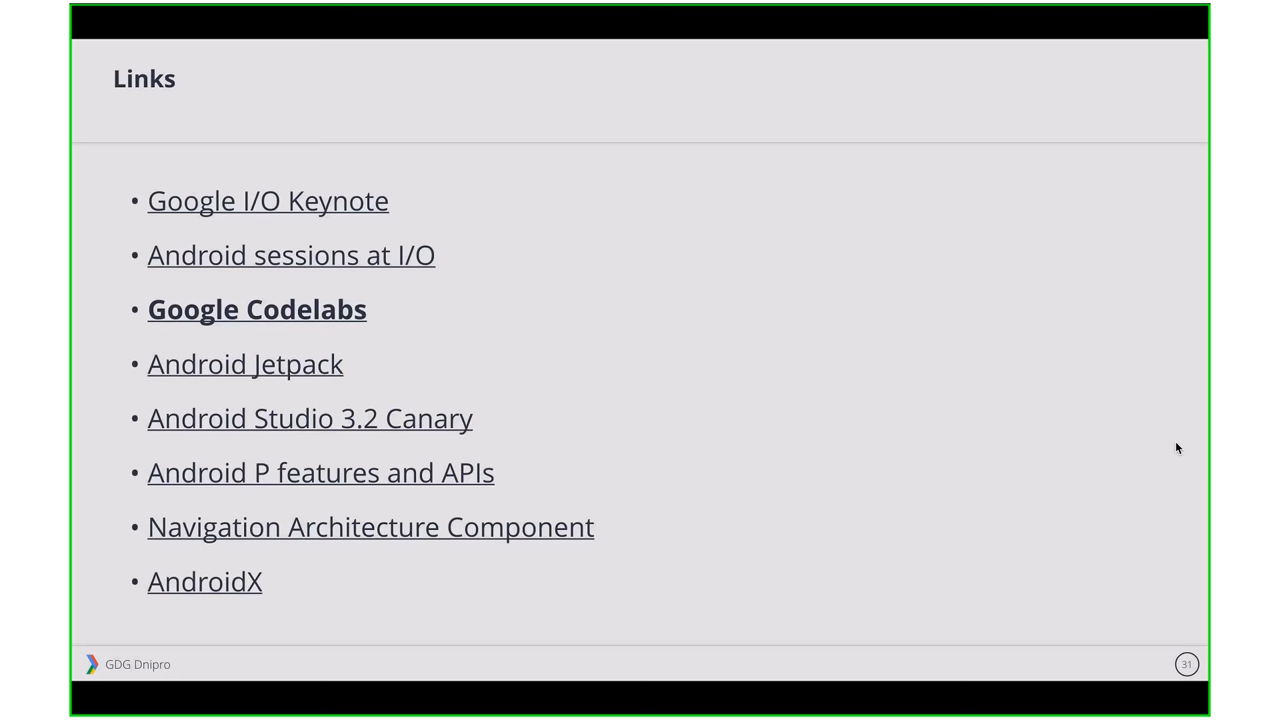 Links
• Google I/O Keynote
• Android sessions at I/O
• Google Codelabs
• Android Jetpack
• Android Studio 3.2 Canary
• Android P features and APIs
• Navigation Architecture Component
• AndroidX
GDG Dnipro
31